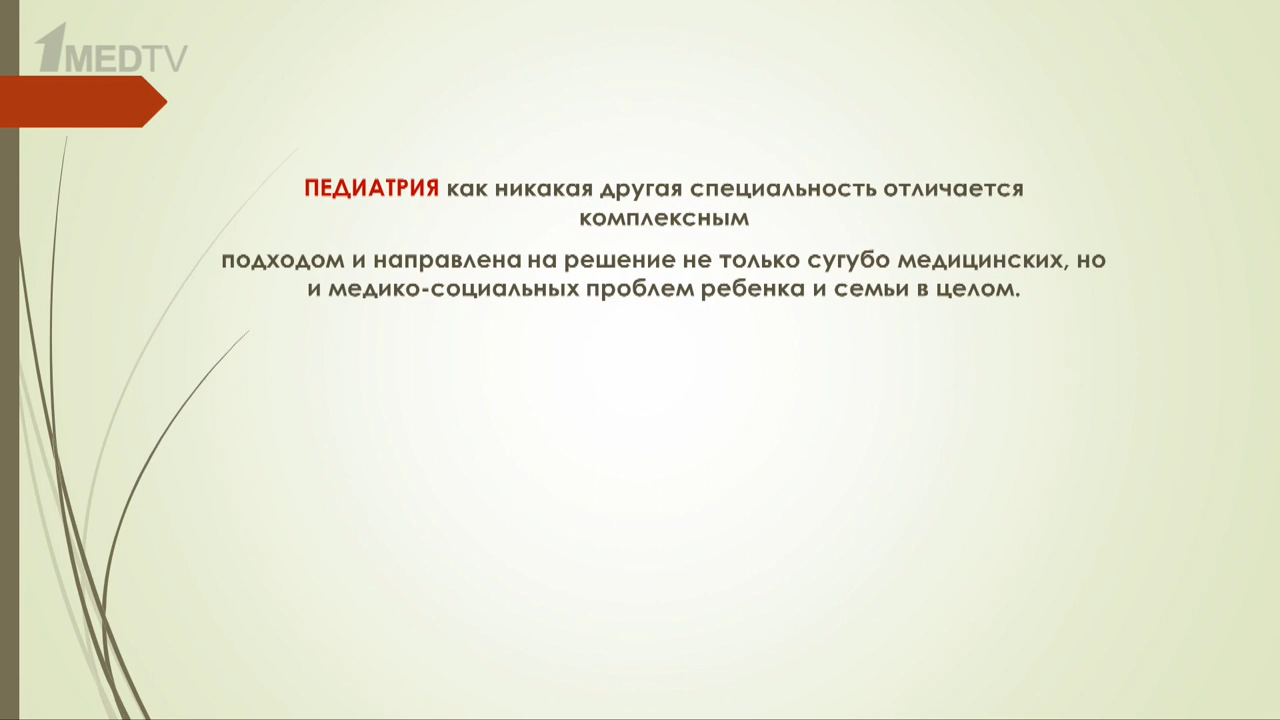 1MEDTV
ПЕДИАТРИЯ как никакая другая специальность отличается
комплексным
подходом и направлена на решение не только сугубо медицинских, но
и медико-социальных проблем ребенка и семьи в целом.